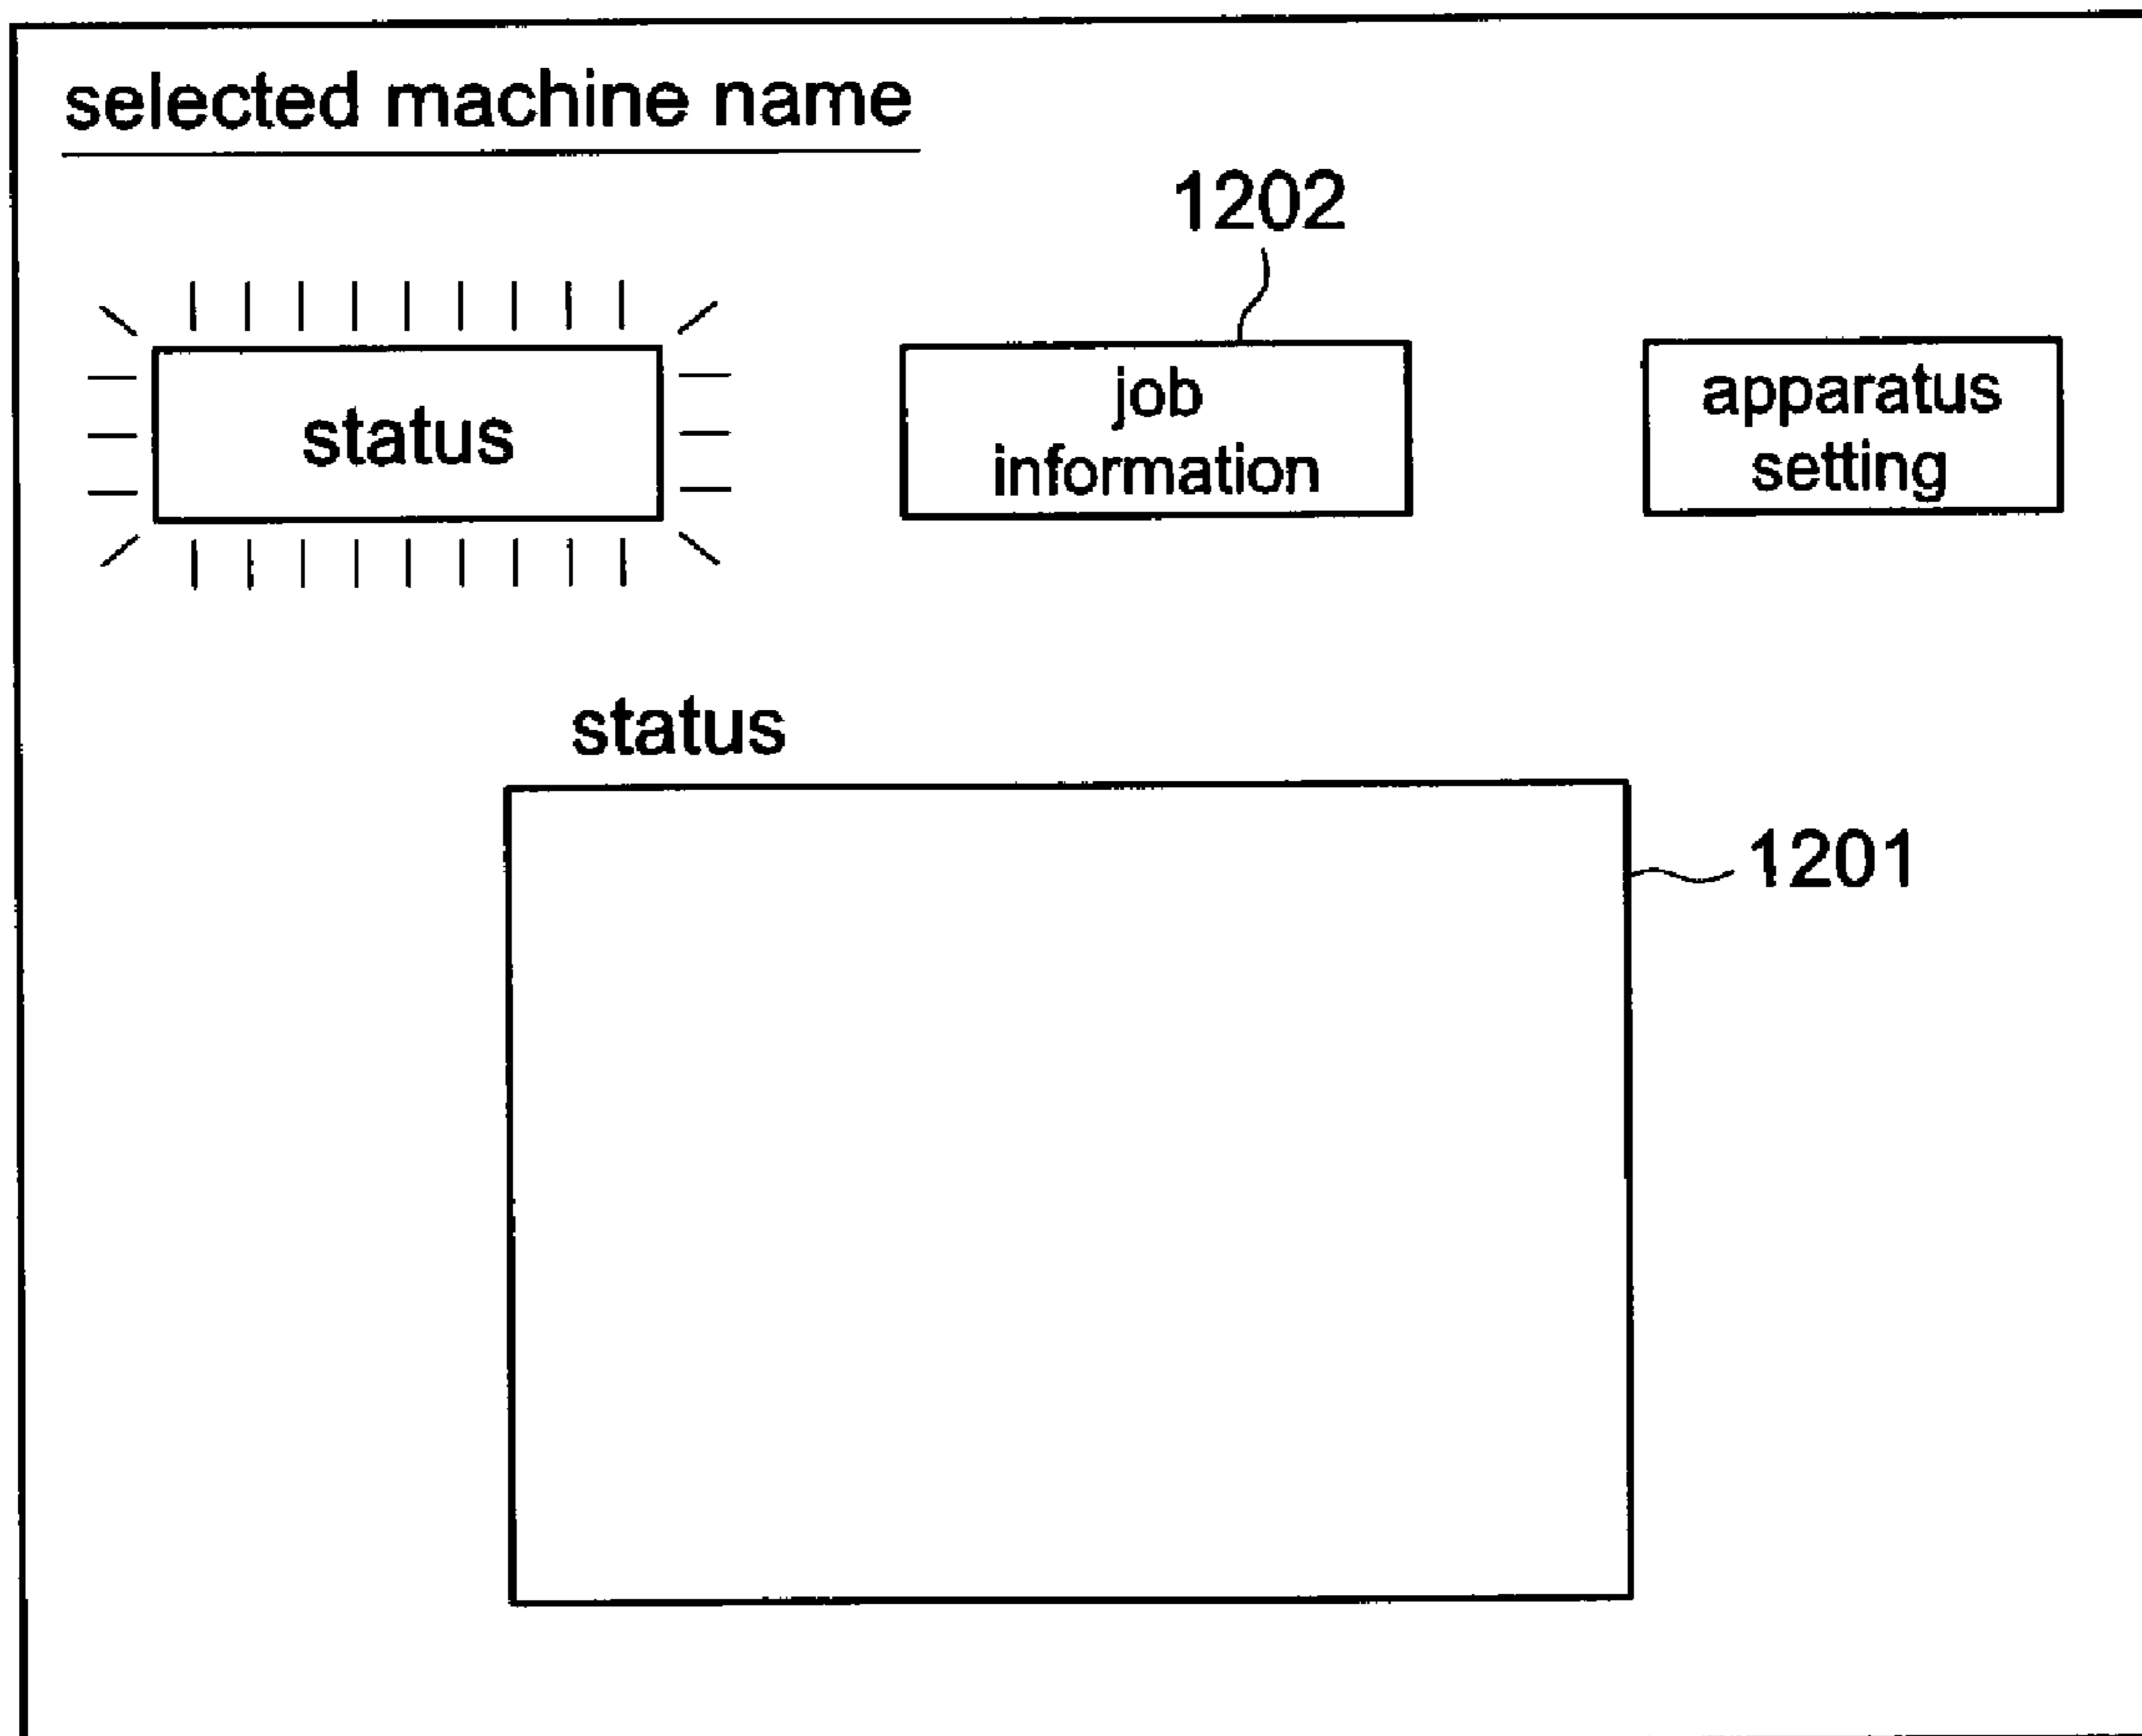 selected machine name
1202
status
job
information
apparatus
setting
status
1201